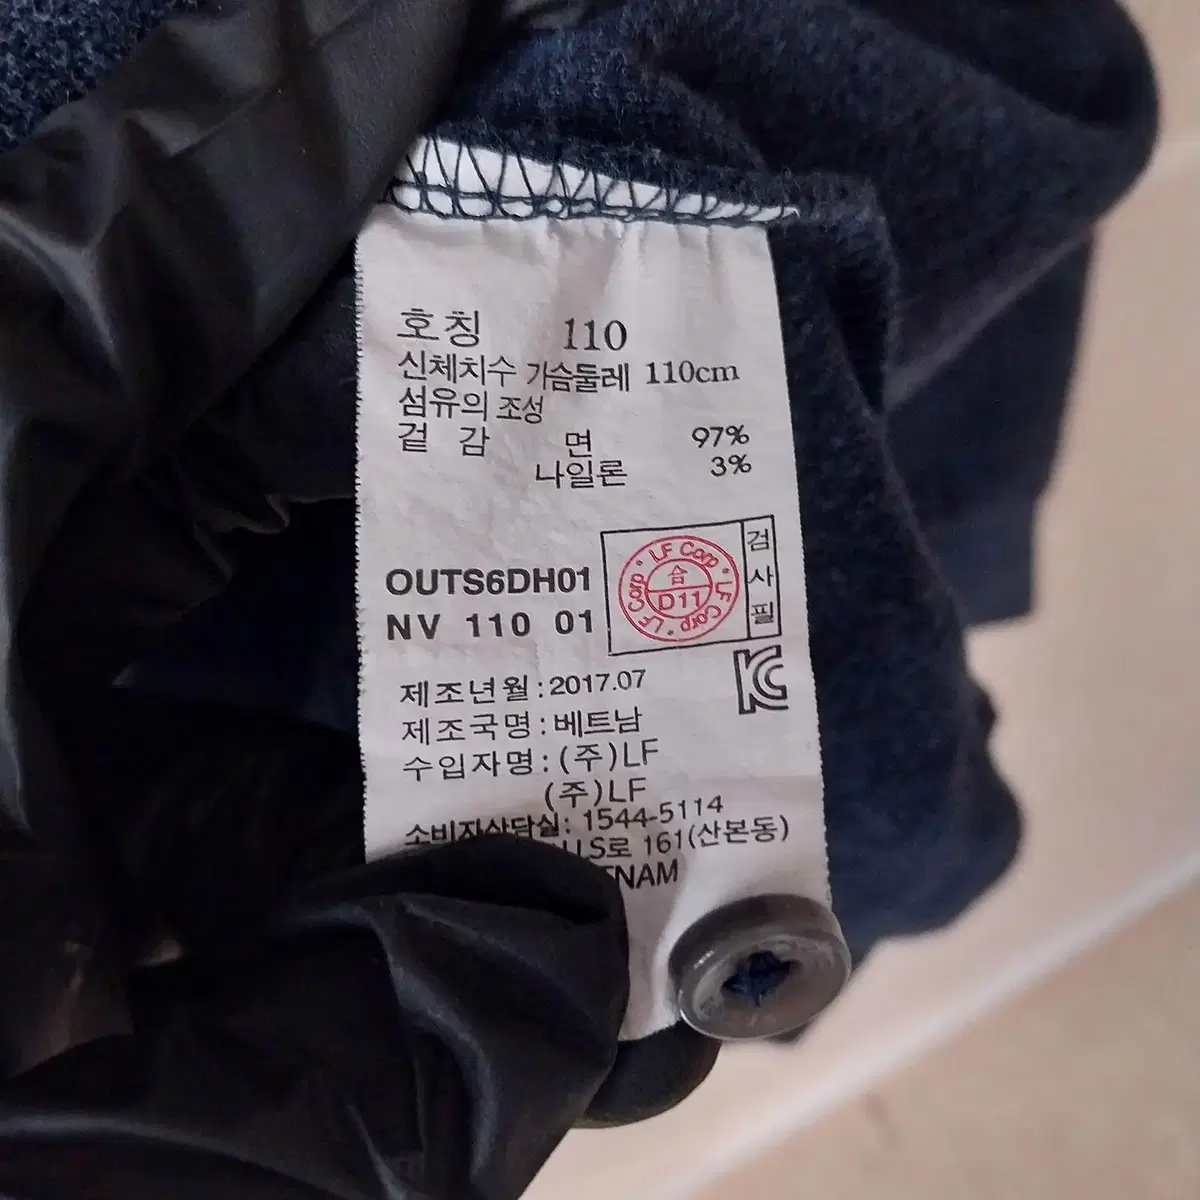 호칭 110
신체치수 가슴둘레 110cm
섬유의 조성
겉 감 면 97%
나일론 3%
OUTS6DH01
NV 110 01
LF Corp · LF Corp · LF Corp ·
合
D11
검사필
제조년월:2017.07
제조국명:베트남
수입자명:(주)LF
(주)LF
소비자상담실: 1544-5114
LS로 161(산본동)
TNAM